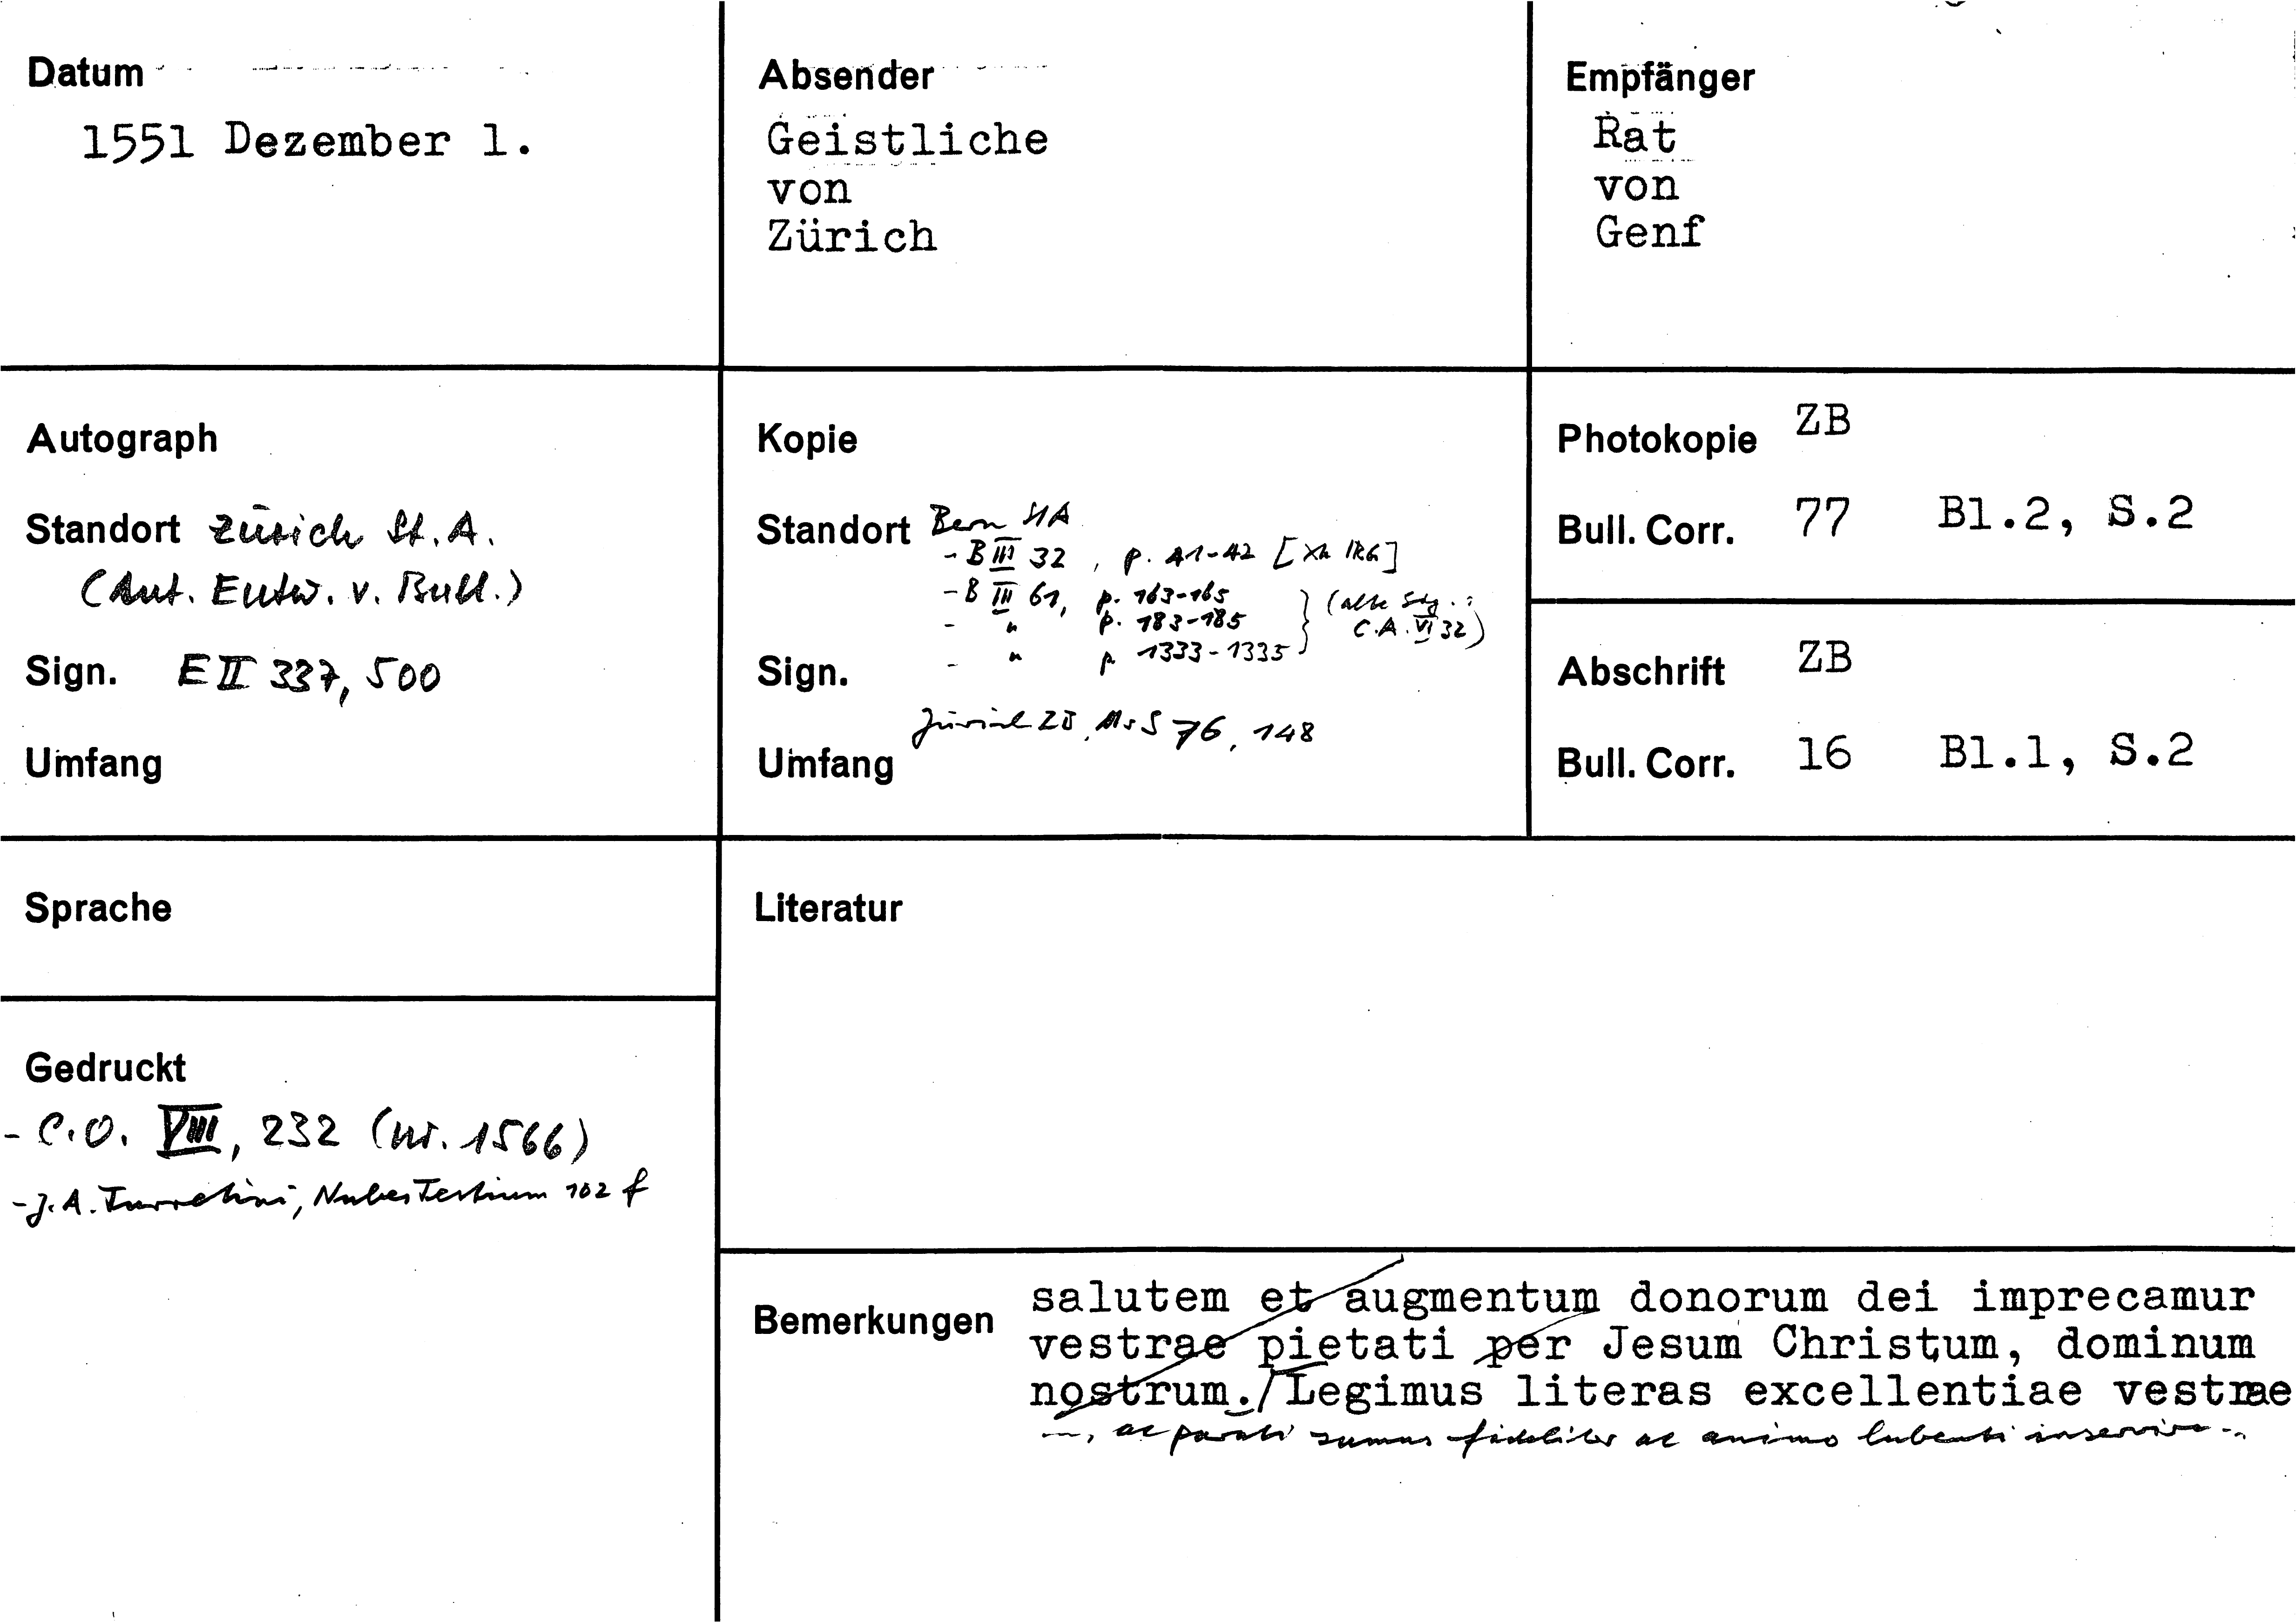 Datum
1551 Dezember 1.
Absender
Geistliche
von
Zürich
Empfänger
Rat
von
Genf
Autograph
Standort Zürich St.A.
(Aut. Entw. v. Bull.)
Sign. E II 337, 500
Umfang
Kopie
Standort Bern StA
- B III 32, p. 41-42 [Xh
- B III 61, p. 163-165
- " p. 183-185 } (alte Sig.:
C.A. VI 32)
- " p. 1333-1335
Sign.
Zürich ZB, Ms S 76, 148
Umfang
Photokopie ZB
Bull. Corr. 77 Bl.2, S.2
Abschrift ZB
Bull. Corr. 16 Bl.1, S.2
Sprache
Literatur
Gedruckt
- C.O. VIII, 232 (nr. 1566)
- J.A. Turretini, Nubes Testium 102 f
Bemerkungen
salutem et augmentum donorum dei imprecamur
vestrae pietati per Jesum Christum, dominum
nostrum./Legimus literas excellentiae vestrae
..., ac parati sumus fideliter ac animo lubenti inservire...